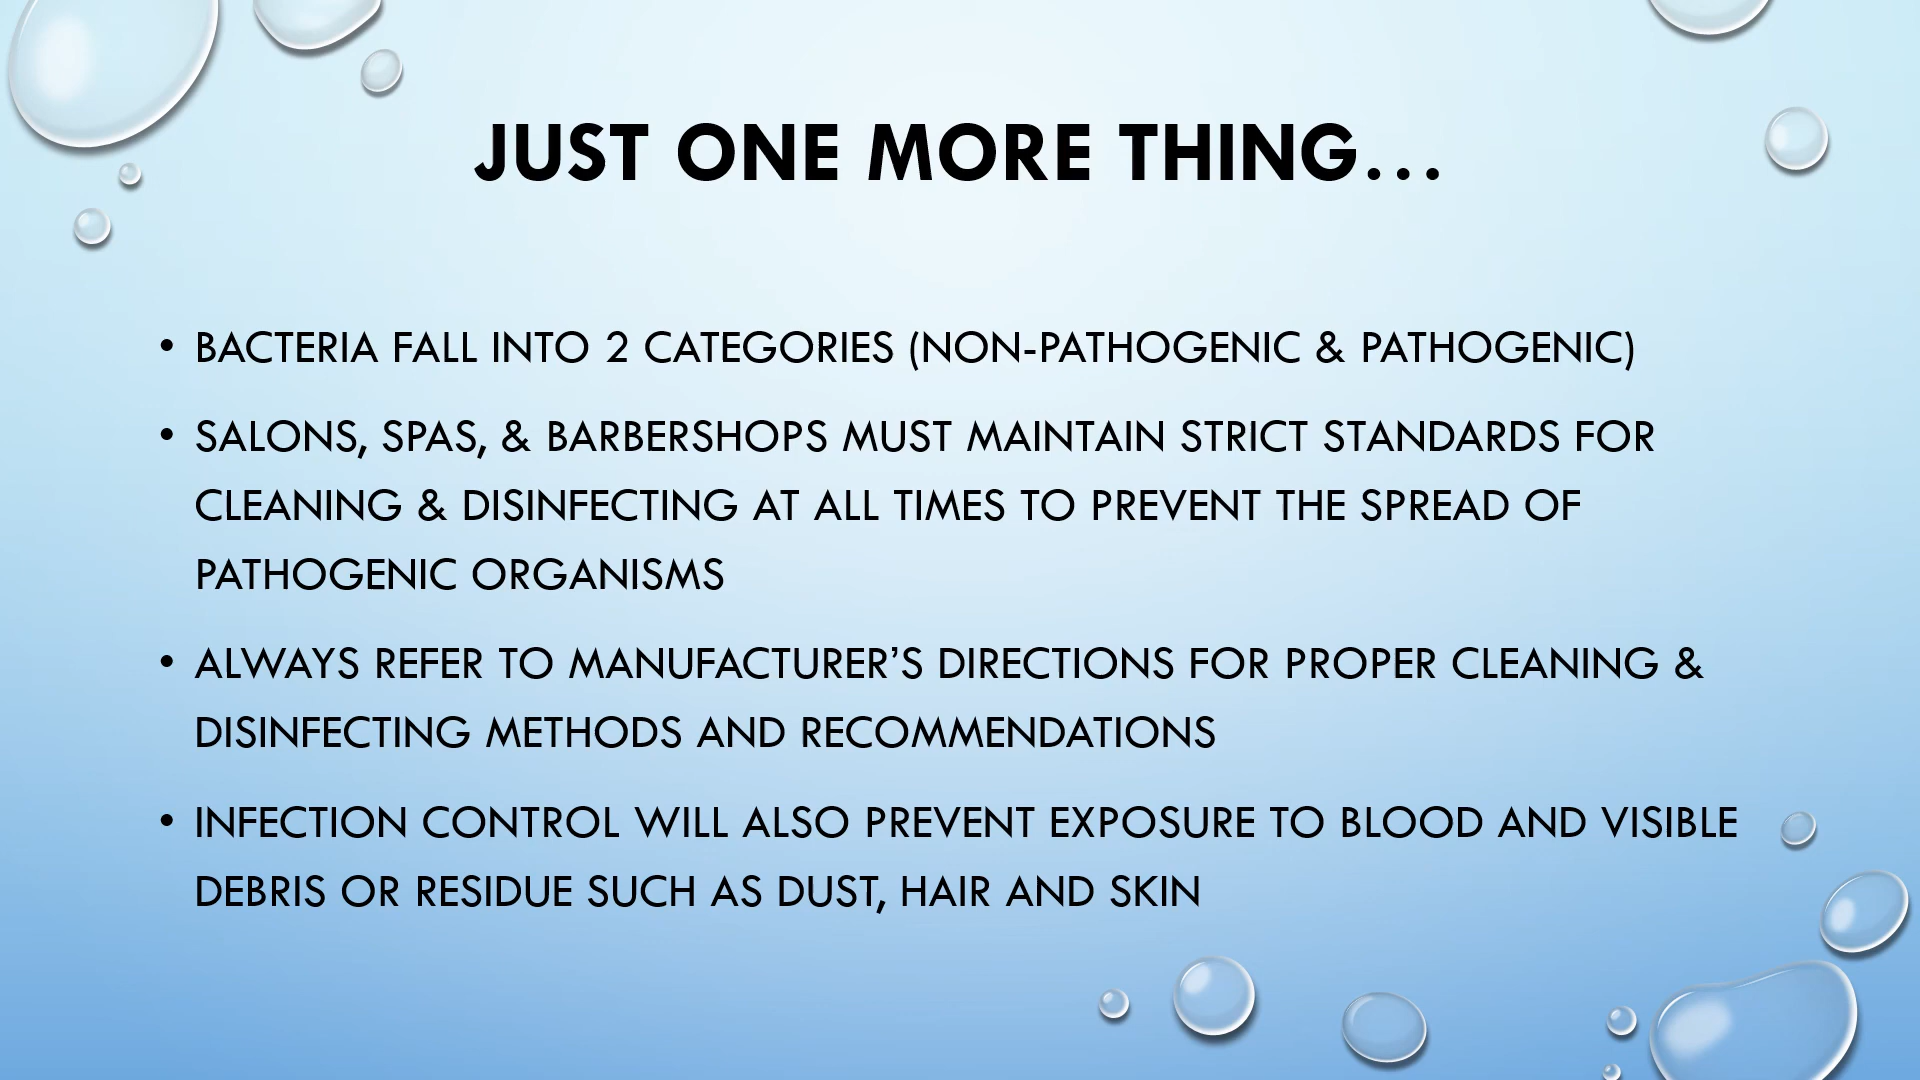 JUST ONE MORE THING…
• BACTERIA FALL INTO 2 CATEGORIES (NON-PATHOGENIC & PATHOGENIC)
• SALONS, SPAS, & BARBERSHOPS MUST MAINTAIN STRICT STANDARDS FOR
CLEANING & DISINFECTING AT ALL TIMES TO PREVENT THE SPREAD OF
PATHOGENIC ORGANISMS
• ALWAYS REFER TO MANUFACTURER’S DIRECTIONS FOR PROPER CLEANING &
DISINFECTING METHODS AND RECOMMENDATIONS
• INFECTION CONTROL WILL ALSO PREVENT EXPOSURE TO BLOOD AND VISIBLE
DEBRIS OR RESIDUE SUCH AS DUST, HAIR AND SKIN